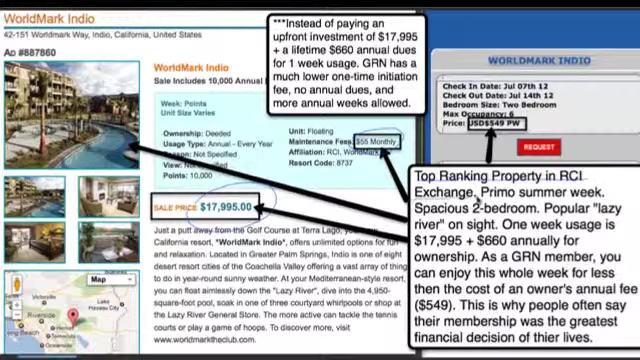 WorldMark Indio
42-151 Worldmark Way, Indio, California, United States
AD #887860
WorldMark Indio
Sale Includes 10,000 Annual
Week: Points
Unit Size Varies
Ownership: Deeded
Usage Type: Annual - Every Year
Season: Not Specified
View: Not Specified
Points: 10,000
Unit: Floating
Maintenance Fees: $55 Monthly
Affiliation: RCI, WorldMark
Resort Code: 8737
SALE PRICE $17,995.00
Just a putt away from the Golf Course at Terra Lago,
California resort, *WorldMark Indio*, offers unlimited options for fun
and relaxation. Located in Greater Palm Springs, Indio is one of eight
desert resort cities of the Coachella Valley offering a vast array of thing
to do in year-round sunny weather. At your Mediterranean-style resort,
you can float aimlessly down the "Lazy River", dive into the 4,950-
square-foot pool, soak in one of three courtyard whirlpools or shop at
the Lazy River General Store. The more active can tackle the tennis
courts or play a game of hoops. To discover more, visit
www.worldmarktheclub.com.
Map
Victorville
Riverside
Long Beach
***Instead of paying an
upfront investment of $17,995
+ a lifetime $660 annual dues
for 1 week usage. GRN has a
much lower one-time initiation
fee, no annual dues, and
more annual weeks allowed.
WORLDMARK INDIO
Check In Date: Jul 07th 12
Check Out Date: Jul 14th 12
Bedroom Size: Two Bedroom
Max Occupancy: 6
Price: USD$549 PW
REQUEST
Top Ranking Property in RCI
Exchange. Primo summer week.
Spacious 2-bedroom. Popular "lazy
river" on sight. One week usage is
$17,995 + $660 annually for
ownership. As a GRN member, you
can enjoy this whole week for less
then the cost of an owner's annual fee
($549). This is why people often say
their membership was the greatest
financial decision of thier lives.